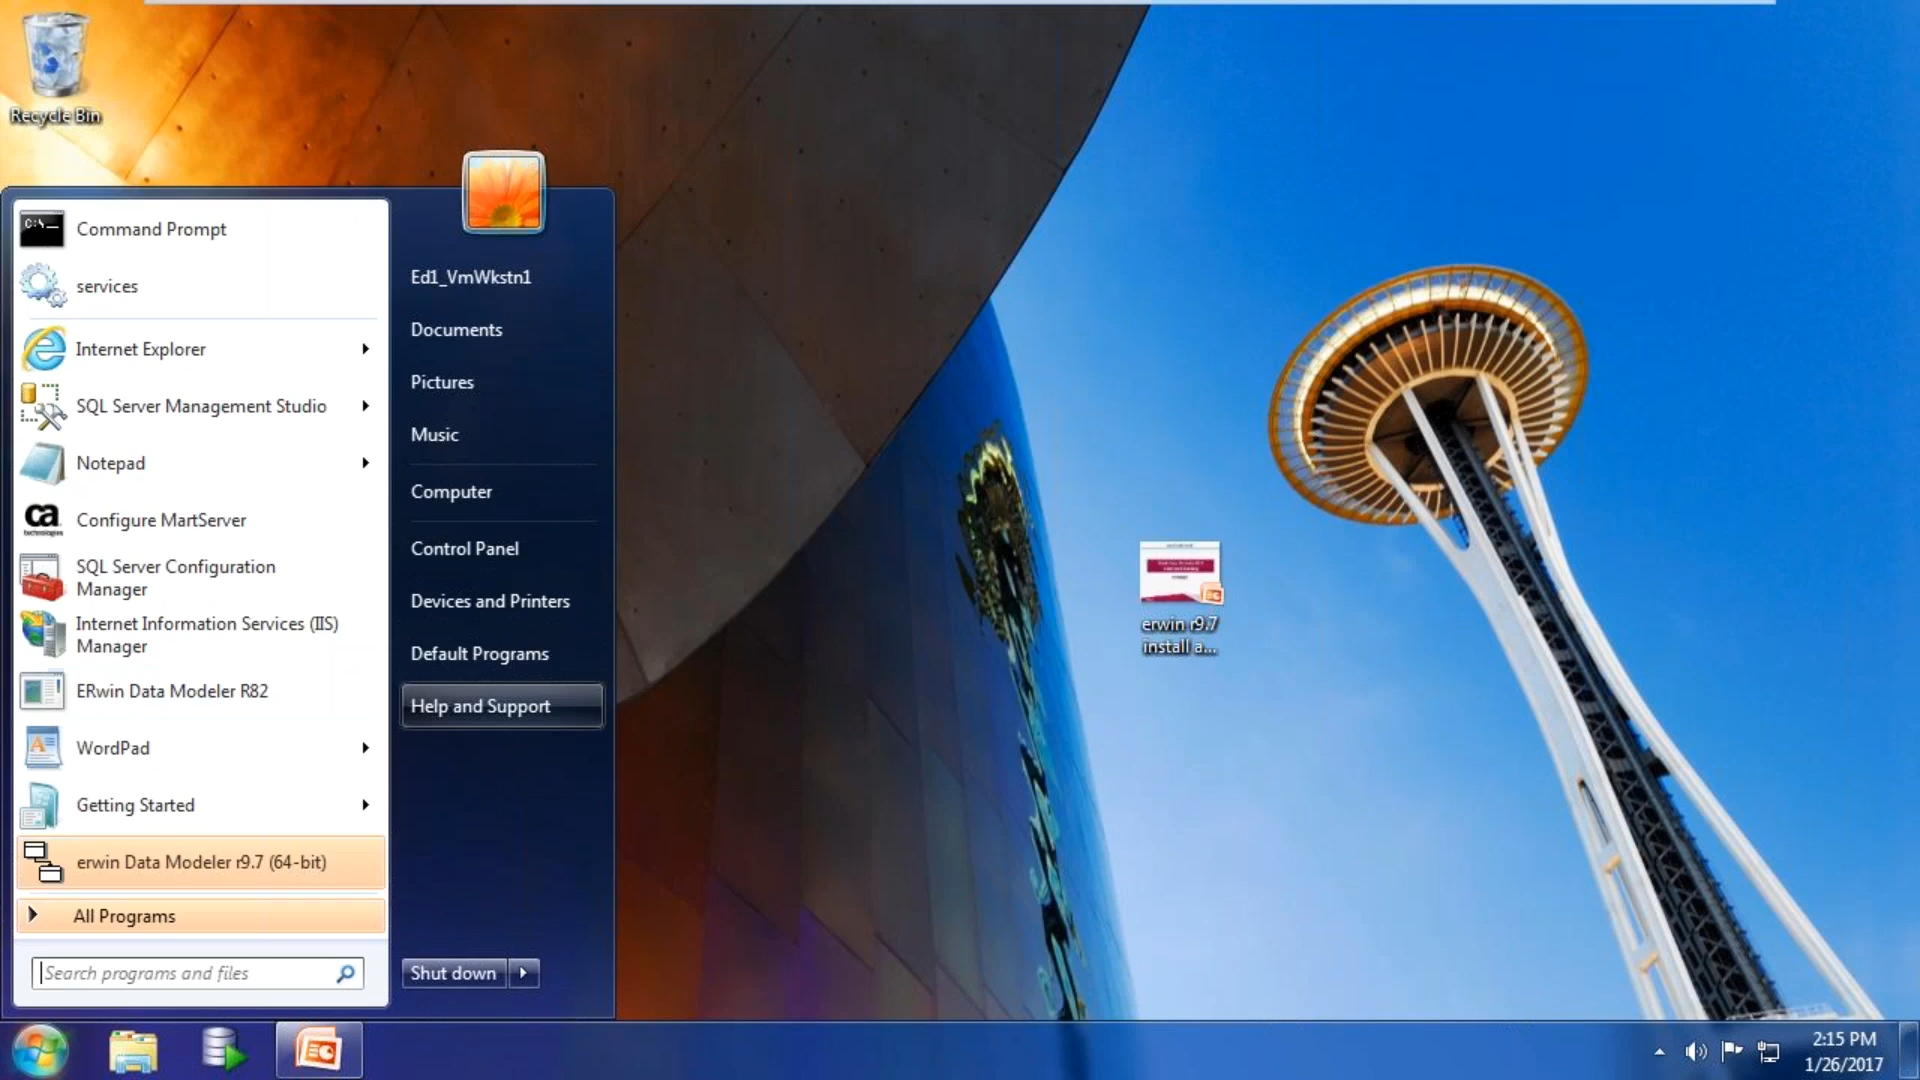 Recycle Bin
Command Prompt
services
Internet Explorer
SQL Server Management Studio
Notepad
ca
Configure MartServer
SQL Server Configuration
Manager
Internet Information Services (IIS)
Manager
ERwin Data Modeler R82
WordPad
Getting Started
erwin Data Modeler r9.7 (64-bit)
All Programs
Search programs and files
Ed1_VmWkstn1
Documents
Pictures
Music
Computer
Control Panel
Devices and Printers
Default Programs
Help and Support
Shut down
erwin r9.7
install a...
2:15 PM
1/26/2017